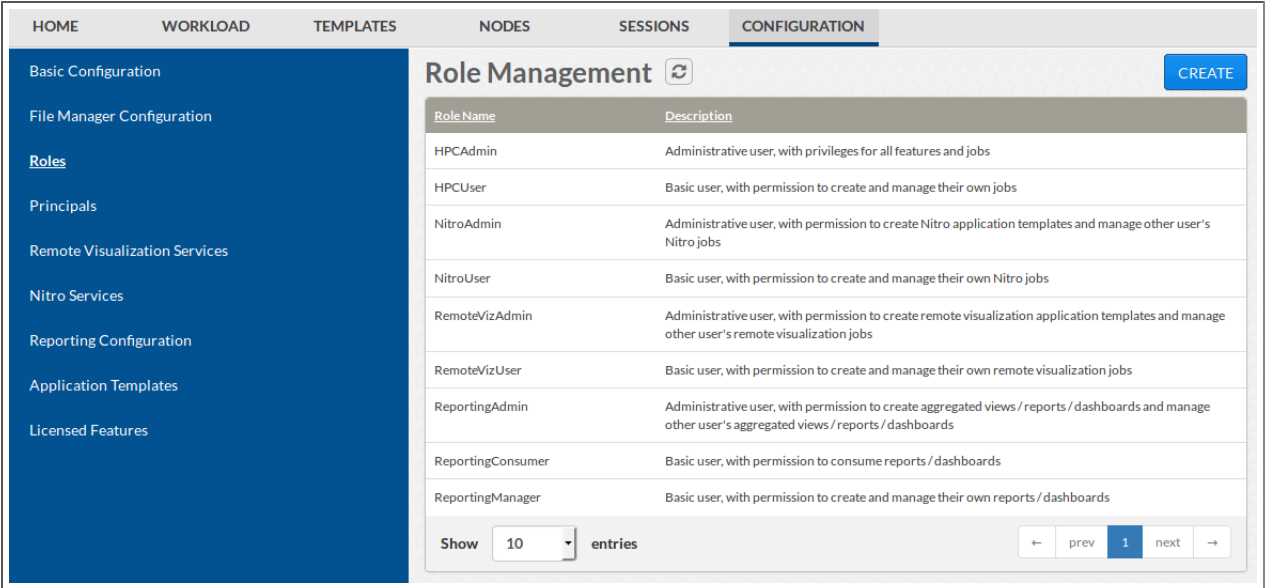 HOME WORKLOAD TEMPLATES NODES SESSIONS CONFIGURATION
Basic Configuration
File Manager Configuration
Roles
Principals
Remote Visualization Services
Nitro Services
Reporting Configuration
Application Templates
Licensed Features
Role Management
CREATE
Role Name Description
HPCAdmin Administrative user, with privileges for all features and jobs
HPCUser Basic user, with permission to create and manage their own jobs
NitroAdmin Administrative user, with permission to create Nitro application templates and manage other user's
Nitro jobs
NitroUser Basic user, with permission to create and manage their own Nitro jobs
RemoteVizAdmin Administrative user, with permission to create remote visualization application templates and manage
other user's remote visualization jobs
RemoteVizUser Basic user, with permission to create and manage their own remote visualization jobs
ReportingAdmin Administrative user, with permission to create aggregated views / reports / dashboards and manage
other user's aggregated views / reports / dashboards
ReportingConsumer Basic user, with permission to consume reports / dashboards
ReportingManager Basic user, with permission to create and manage their own reports / dashboards
Show 10 entries ← prev 1 next →